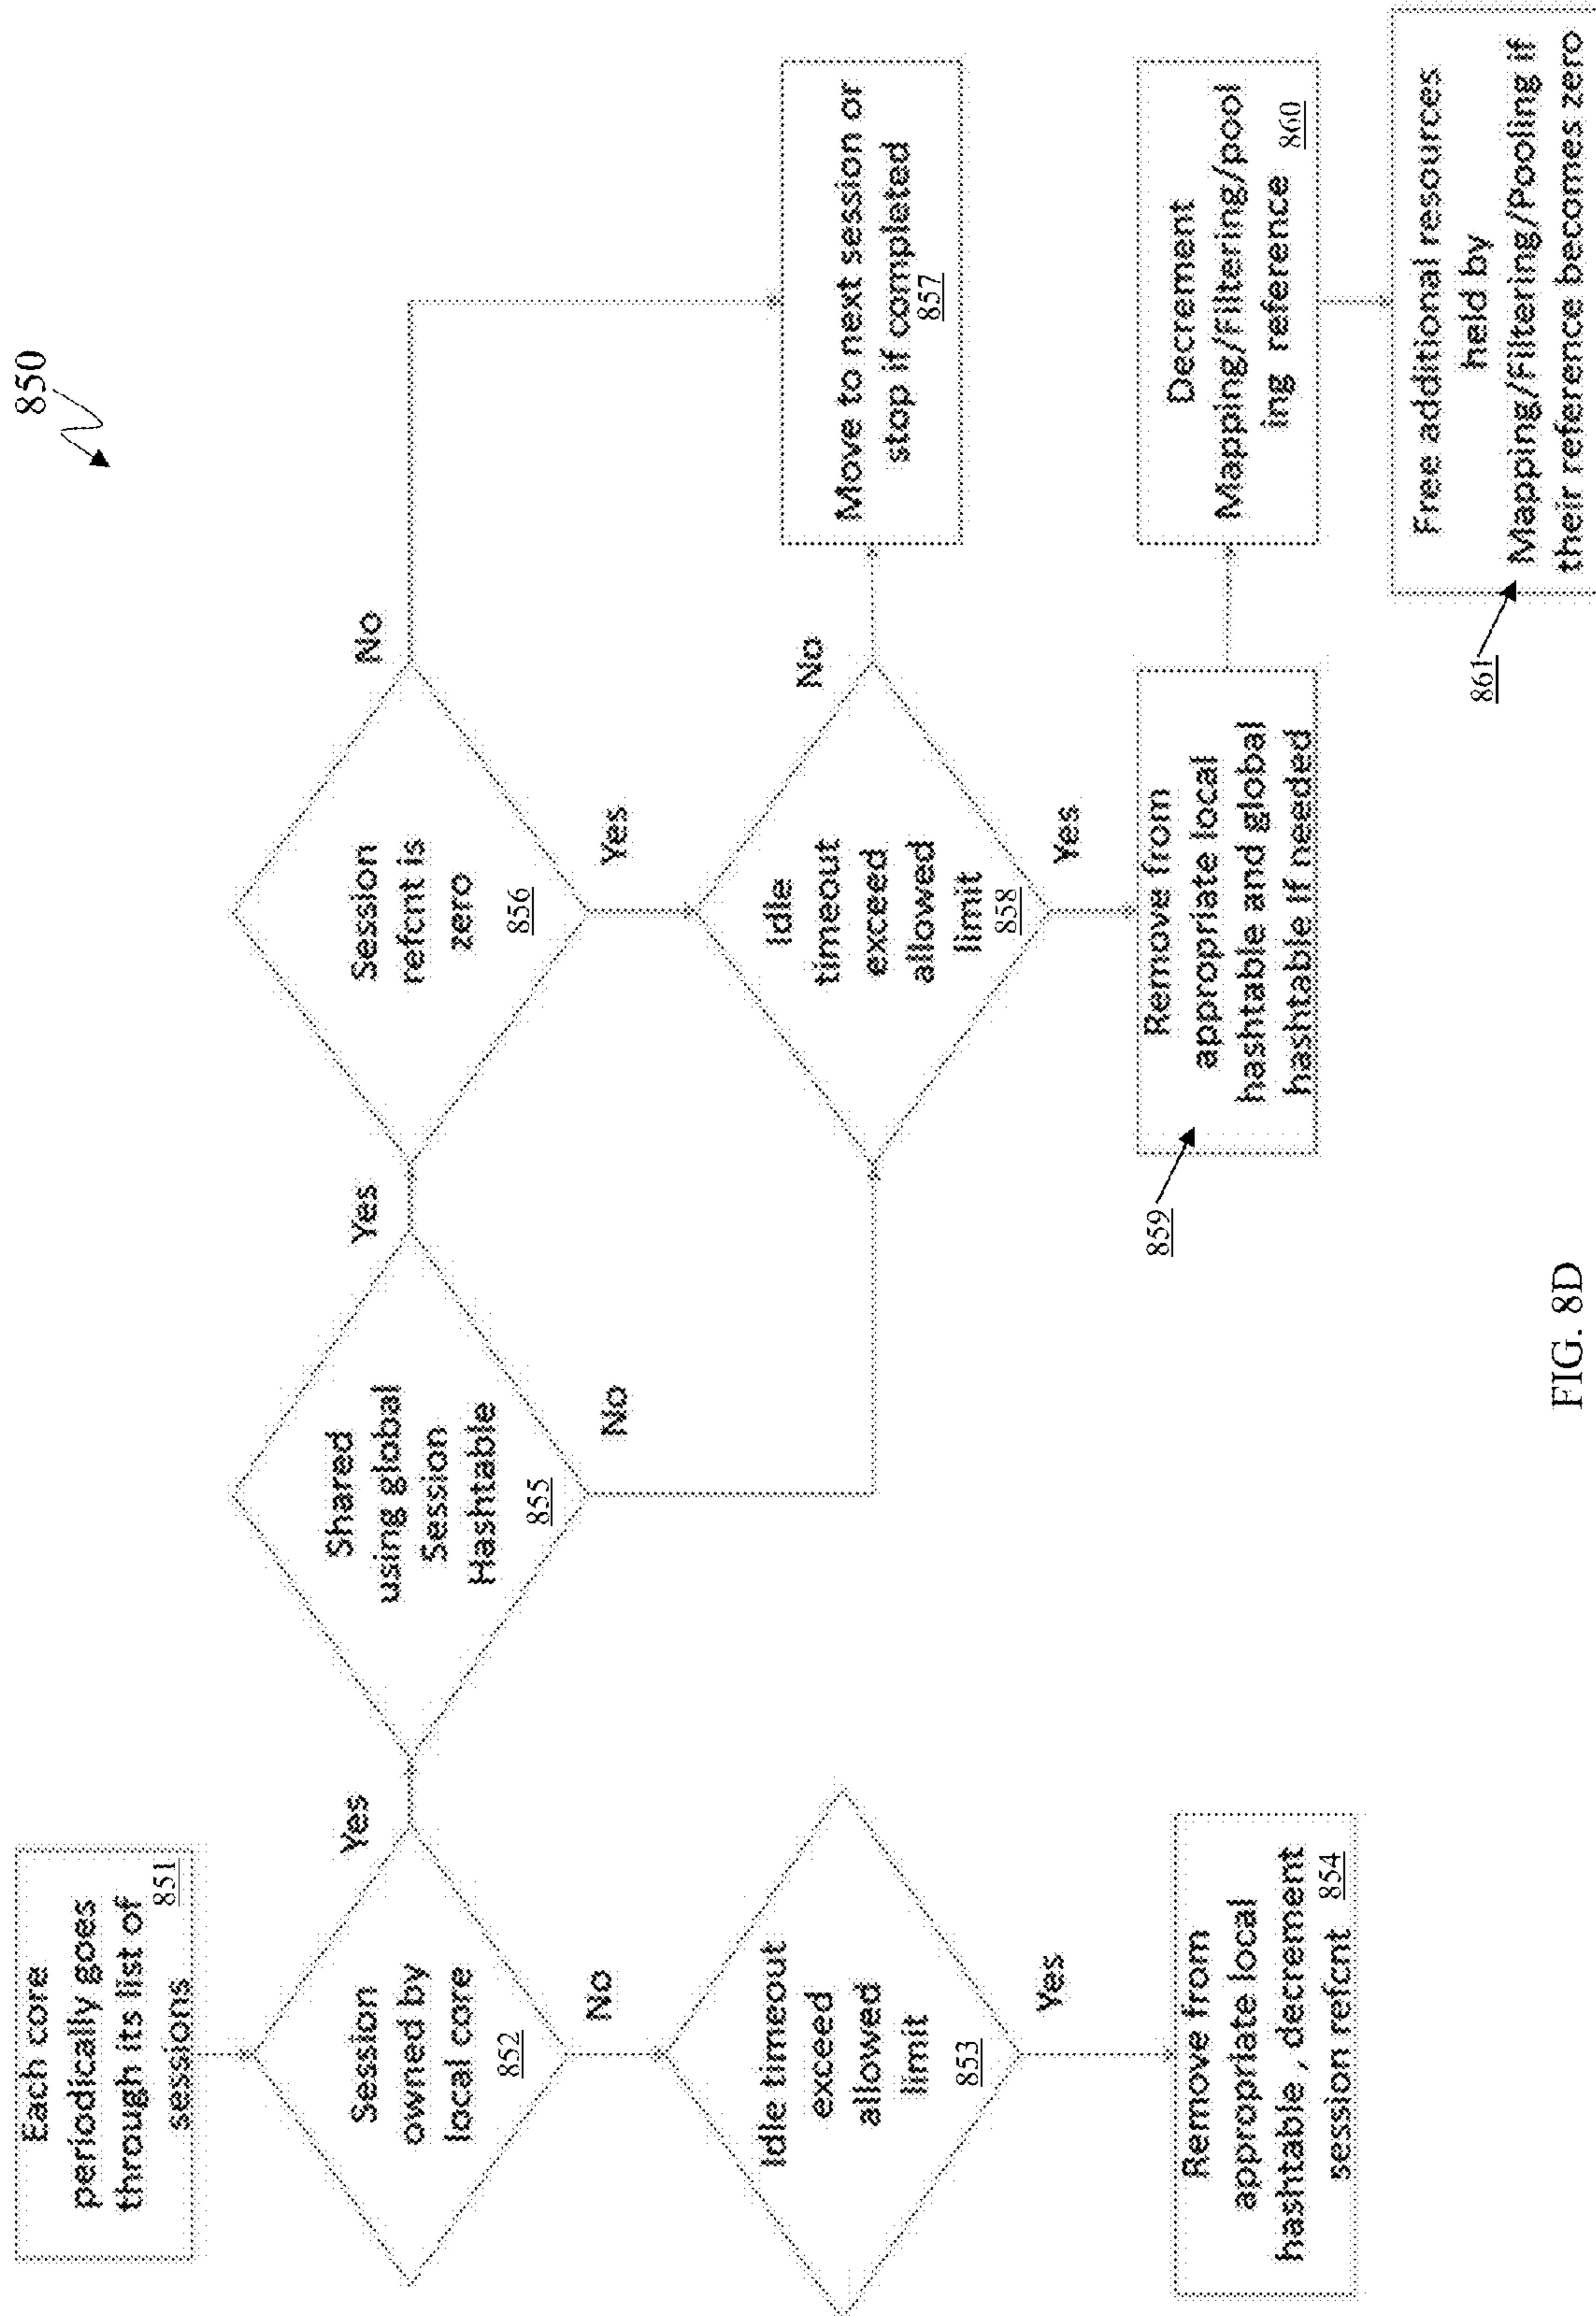 850
Each core
periodically goes
through its list of
851
sessions
Session
owned by
local core
852
Yes
No
Idle timeout
exceed
allowed
limit
853
Yes
Remove from
appropriate local
hashtable , decrement
session refcnt
854
Shared
using global
Session
Hashtable
855
Yes
No
Session
refcnt is
zero
856
No
Yes
Move to next session or
stop if completed
857
Idle
timeout
exceed
allowed
limit
858
No
Yes
859
Remove from
appropriate local
hashtable and global
hashtable if needed
Decrement
Mapping/Filtering/pool
ing reference
860
861
Free additional resources
held by
Mapping/Filtering/Pooling if
their reference becomes zero
FIG. 8D